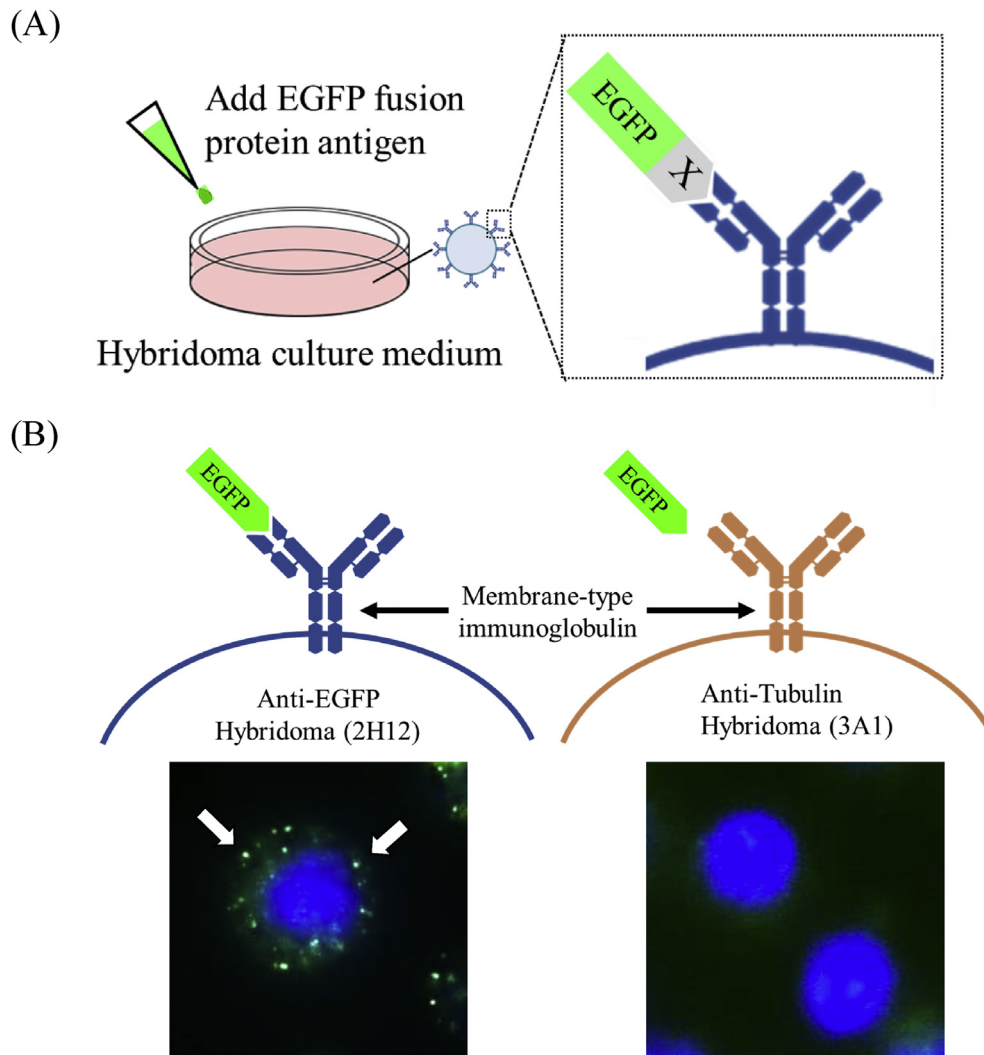 (A)
Add EGFP fusion
protein antigen
Hybridoma culture medium
EGFP
X
(B)
EGFP
EGFP
Membrane-type
immunoglobulin
Anti-EGFP
Hybridoma (2H12)
Anti-Tubulin
Hybridoma (3A1)